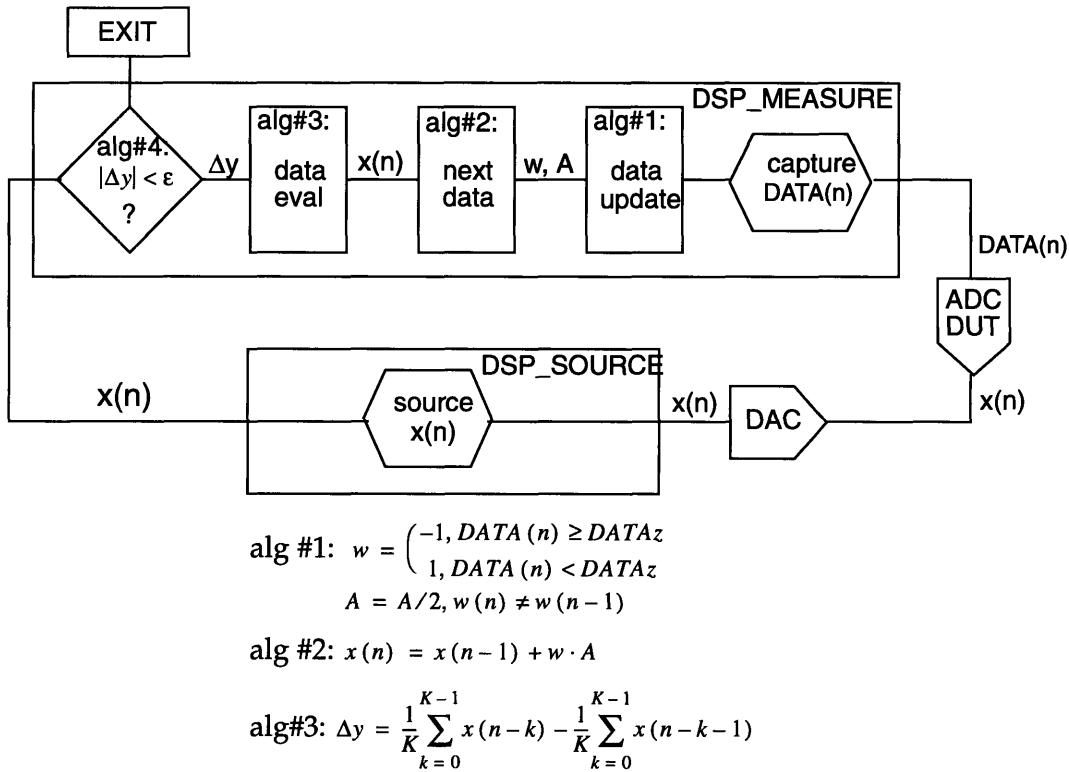 EXIT
DSP_MEASURE
alg#4:
|Δy| < ε
?
Δy
alg#3:
data
eval
x(n)
alg#2:
next
data
w, A
alg#1:
data
update
capture
DATA(n)
DATA(n)
ADC
DUT
x(n)
DSP_SOURCE
source
x(n)
x(n)
DAC
x(n)
alg #1: w = ( -1, DATA (n) ≥ DATAz
1, DATA (n) < DATAz
A = A/2, w (n) ≠ w (n - 1)
alg #2: x (n) = x (n - 1) + w · A
alg#3: Δy = 1/K ∑_{k = 0}^{K - 1} x (n - k) - 1/K ∑_{k = 0}^{K - 1} x (n - k - 1)